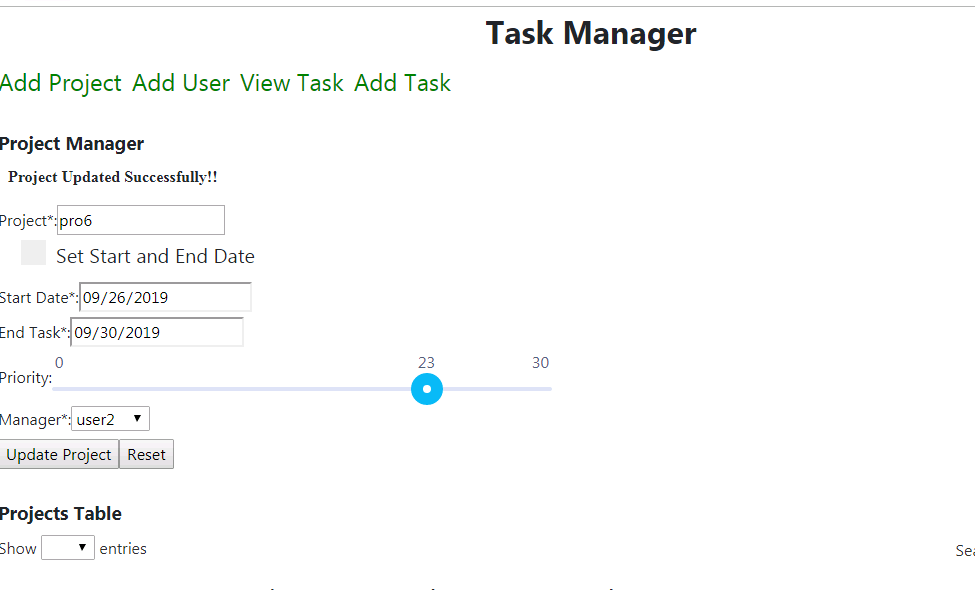 Task Manager
Add Project Add User View Task Add Task
Project Manager
Project Updated Successfully!!
Project*: pro6
Set Start and End Date
Start Date*: 09/26/2019
End Task*: 09/30/2019
0 23 30
Priority:
Manager*: user2
Update Project Reset
Projects Table
Show entries